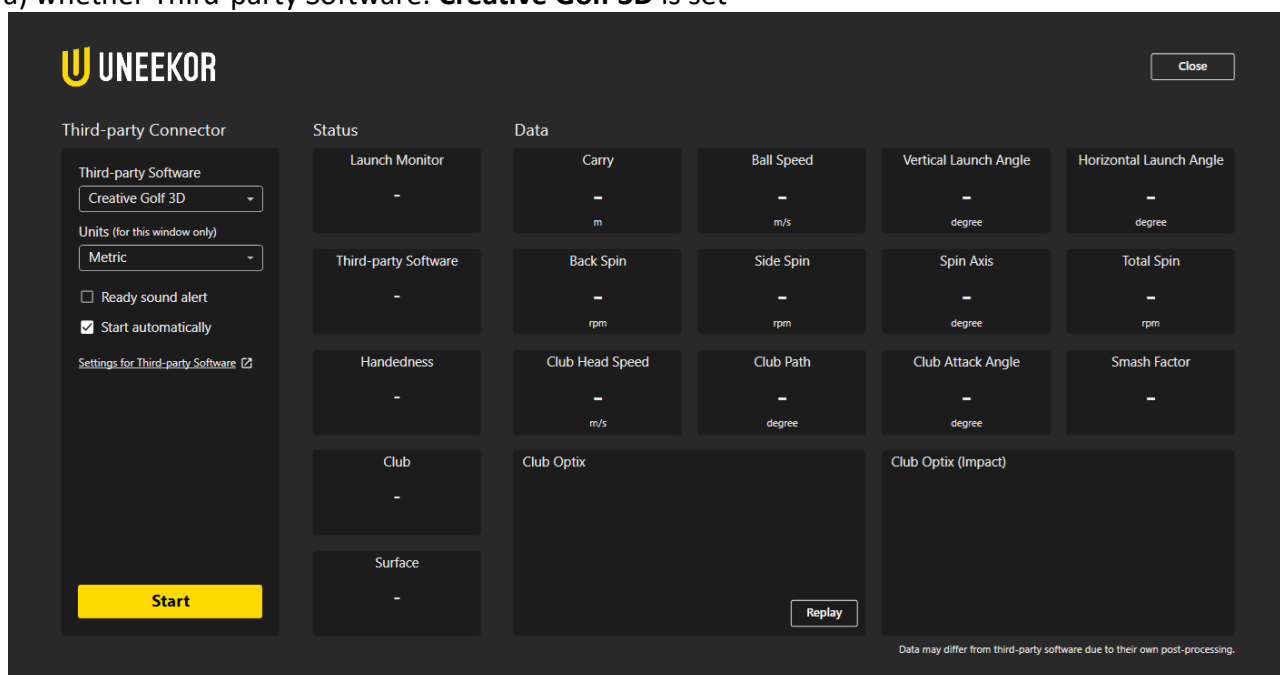 a) whether Third-party Software: Creative Golf 3D is set
UNEEKOR
Close
Third-party Connector
Third-party Software
Creative Golf 3D
Units (for this window only)
Metric
Ready sound alert
Start automatically
Settings for Third-party Software
Start
Status
Launch Monitor
-
Third-party Software
-
Handedness
-
Club
-
Surface
-
Data
Carry
–
m
Ball Speed
–
m/s
Vertical Launch Angle
–
degree
Horizontal Launch Angle
–
degree
Back Spin
–
rpm
Side Spin
–
rpm
Spin Axis
–
degree
Total Spin
–
rpm
Club Head Speed
–
m/s
Club Path
–
degree
Club Attack Angle
–
degree
Smash Factor
–
Club Optix
Replay
Club Optix (Impact)
Data may differ from third-party software due to their own post-processing.